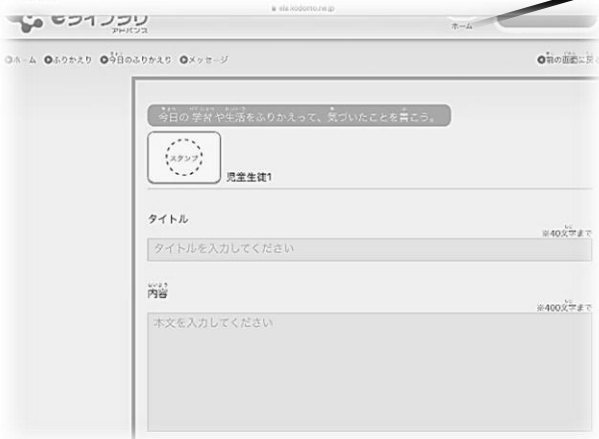 eライブラリ
アドバンス
ホーム
ホーム ふりかえり 今日のふりかえり メッセージ
前の画面に戻
今日の学習や生活をふりかえって、気づいたことを書こう。
スタンプ
児童生徒1
タイトル
※40文字まで
タイトルを入力してください
内容
※400文字まで
本文を入力してください